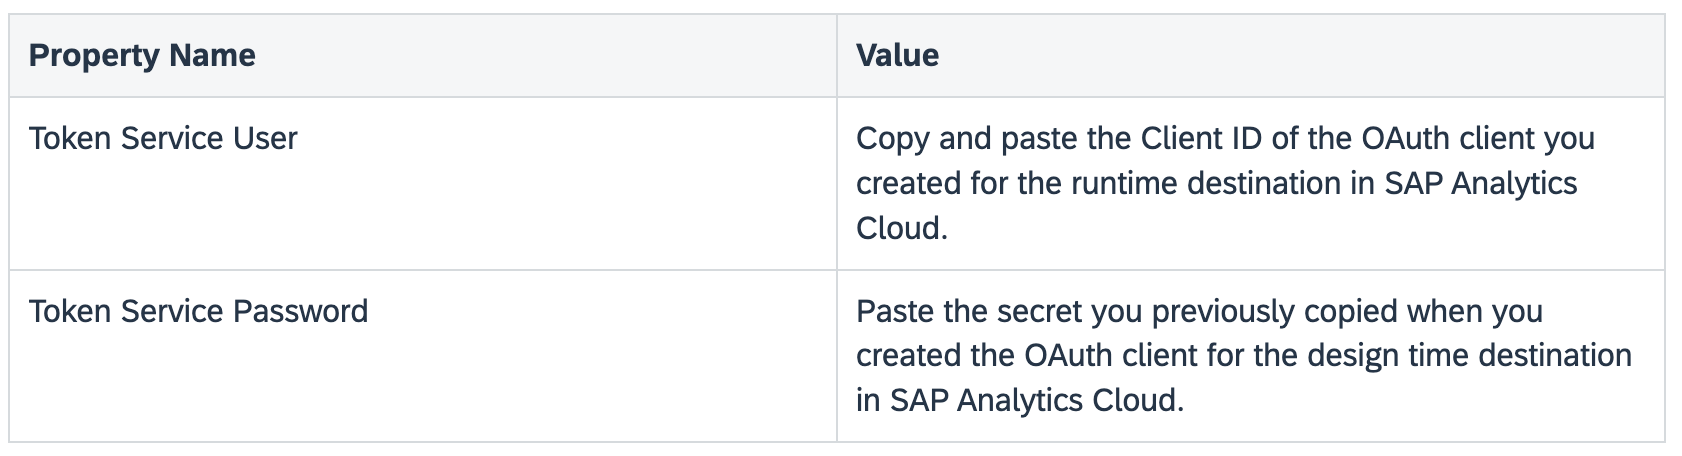 Property Name
Value
Token Service User
Copy and paste the Client ID of the OAuth client you
created for the runtime destination in SAP Analytics
Cloud.
Token Service Password
Paste the secret you previously copied when you
created the OAuth client for the design time destination
in SAP Analytics Cloud.